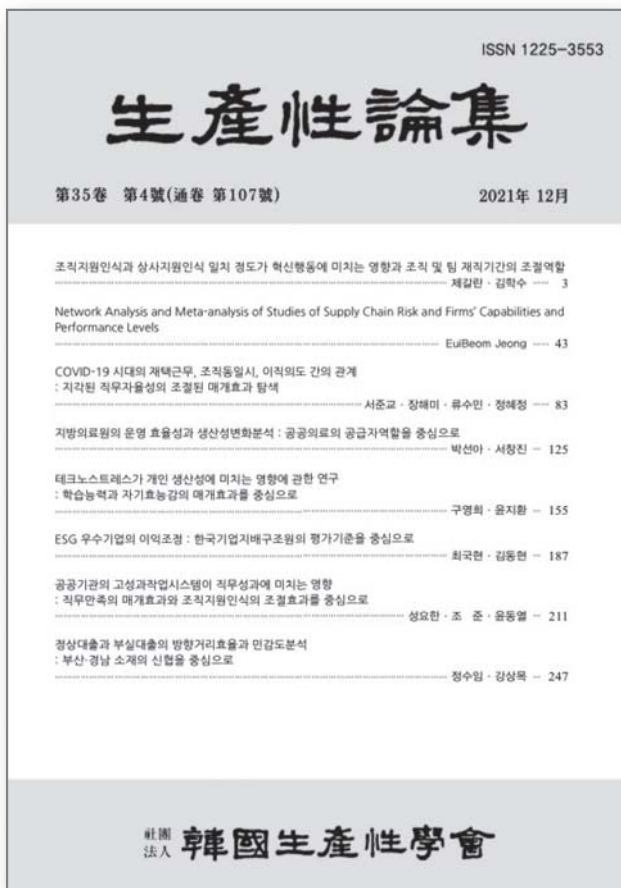 ISSN 1225-3553
生產性論集
第35卷 第4號(通卷 第107號) 2021年 12月
조직지원인식과 상사지원인식 일치 정도가 혁신행동에 미치는 영향과 조직 및 팀 재직기간의 조절역할
제갈란 · 김학수 3
Network Analysis and Meta-analysis of Studies of Supply Chain Risk and Firms' Capabilities and
Performance Levels
EuiBeom Jeong 43
COVID-19 시대의 재택근무, 조직동일시, 이직의도 간의 관계
: 지각된 직무자율성의 조절된 매개효과 탐색
서준교 · 장해미 · 류수민 · 정혜정 83
지방의료원의 운영 효율성과 생산성변화분석 : 공공의료의 공급자역할을 중심으로
박선아 · 서창진 125
테크노스트레스가 개인 생산성에 미치는 영향에 관한 연구
: 학습능력과 자기효능감의 매개효과를 중심으로
구영희 · 윤지환 155
ESG 우수기업의 이익조정 : 한국기업지배구조원의 평가기준을 중심으로
최국현 · 김동현 187
공공기관의 고성과작업시스템이 직무성과에 미치는 영향
: 직무만족의 매개효과와 조직지원인식의 조절효과를 중심으로
성요한 · 조 준 · 윤동열 211
정상대출과 부실대출의 방향거리효율과 민감도분석
: 부산·경남 소재의 신협을 중심으로
정수임 · 강상목 247
社團
法人 韓國生產性學會